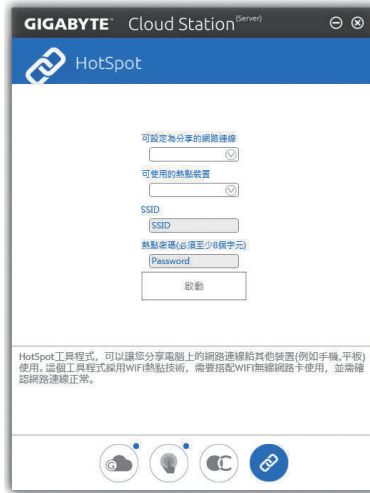 GIGABYTE™ Cloud Station (Server)
HotSpot
可設定為分享的網路連線
可使用的熱點裝置
SSID
SSID
熱點密碼(必須至少8個字元)
Password
啟動
HotSpot工具程式，可以讓您分享電腦上的網路連線給其他裝置(例如手機,平板)
使用。這個工具程式採用WiFi熱點技術，需要搭配WIFI無線網路卡使用，並需確
認網路連線正常。
G